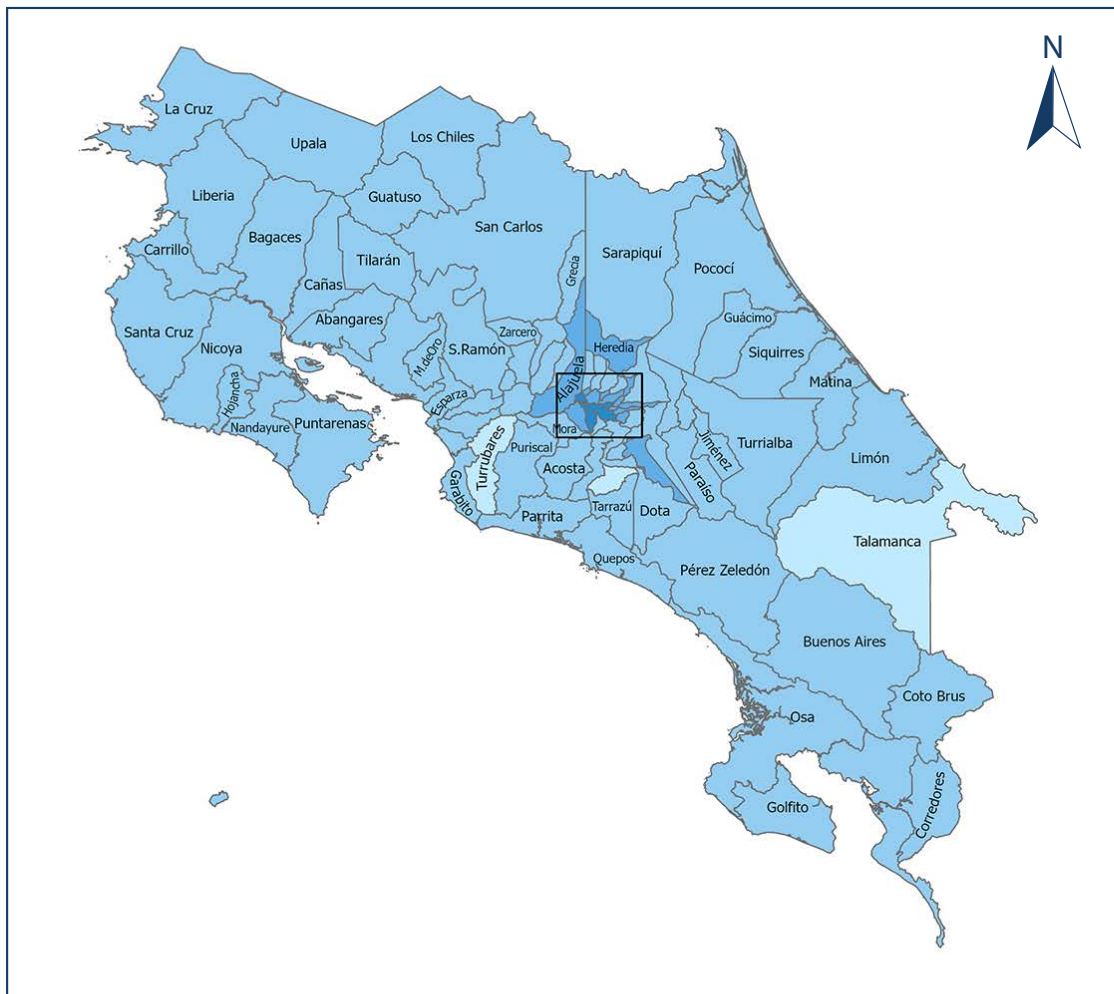 N
La Cruz
Upala
Los Chiles
Liberia
Guatuso
San Carlos
Bagaces
Carrillo
Tilarán
Grecia
Sarapiquí
Pococí
Cañas
Abangares
Guácimo
Santa Cruz
Nicoya
Zarcero
S.Ramón
M.deOro
Heredia
Siquirres
Alajuela
Matina
Hojancha
Esparza
Nandayure
Puntarenas
Mora
Puriscal
Turrubares
Acosta
Jiménez
Turrialba
Paraíso
Limón
Garabito
Parrita
Tarrazú
Dota
Talamanca
Quepos
Pérez Zeledón
Buenos Aires
Coto Brus
Osa
Golfito
Corredores